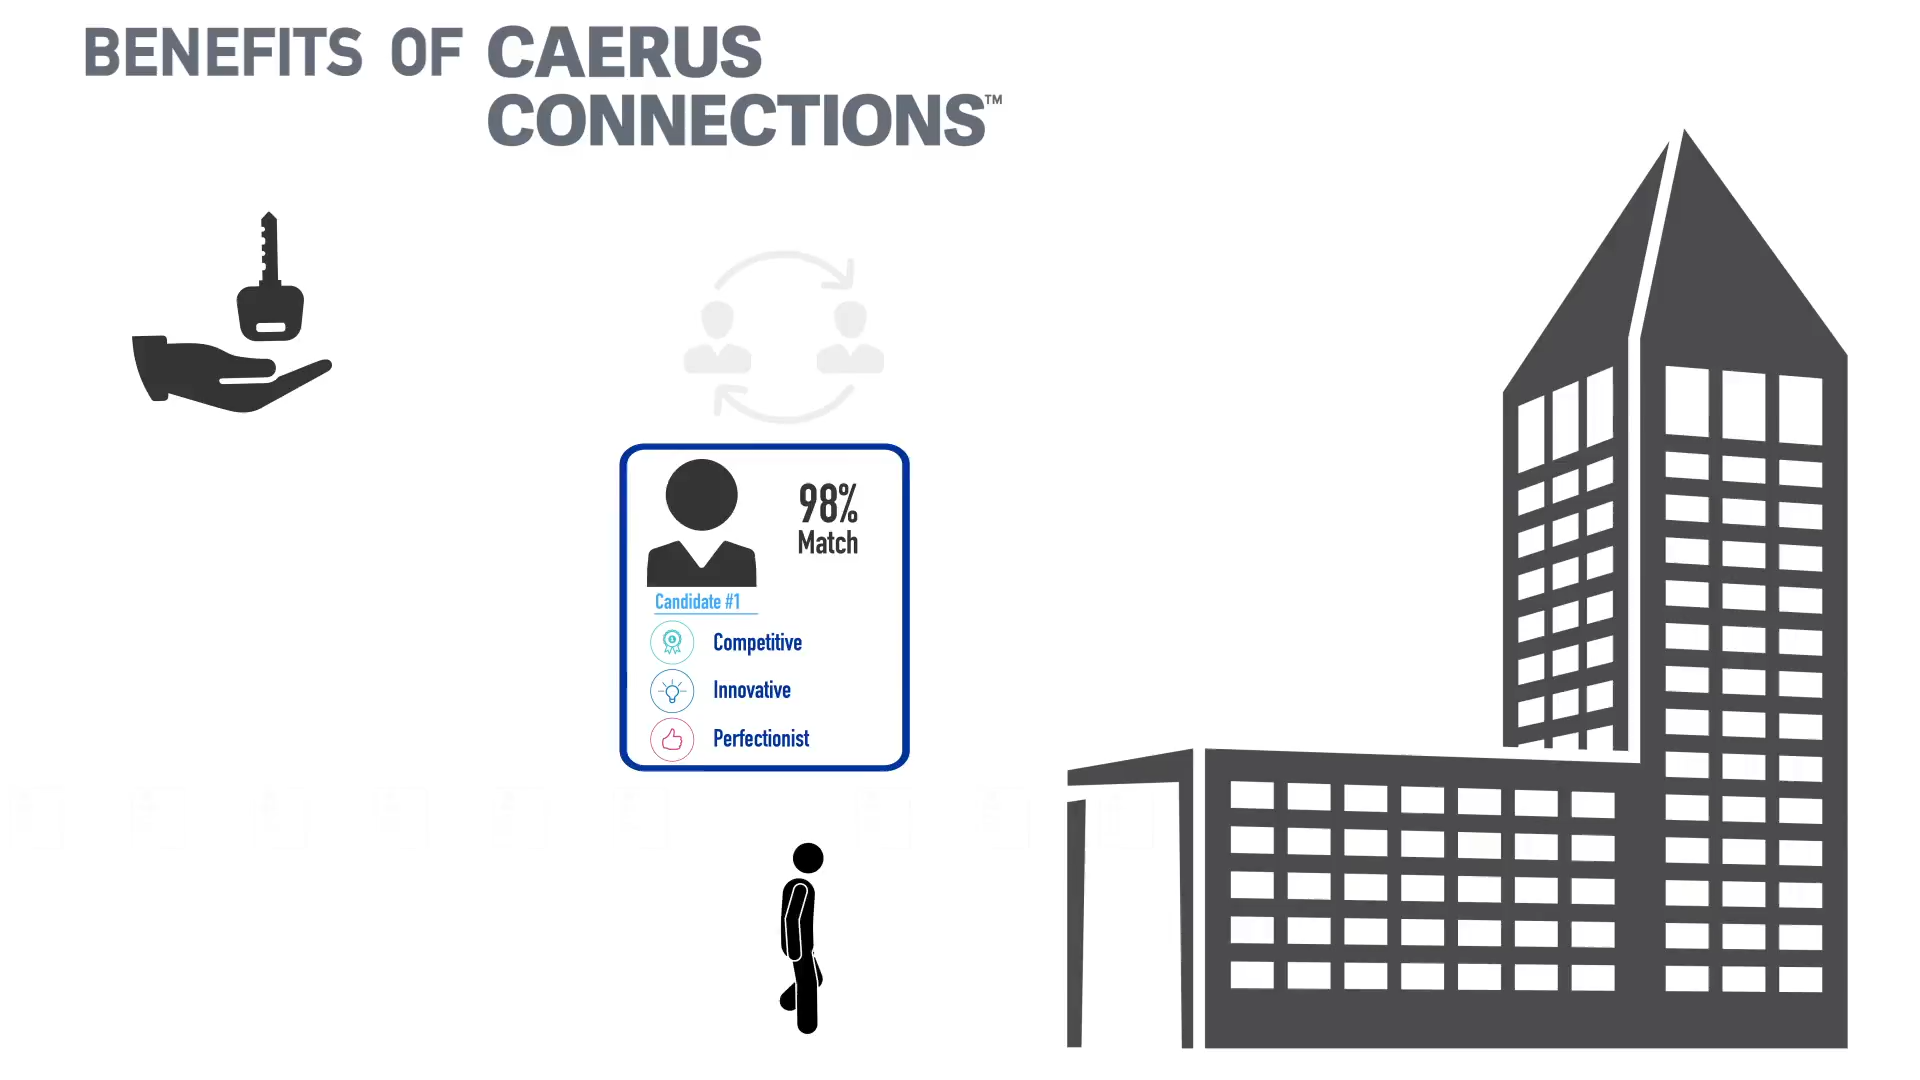 BENEFITS OF CAERUS
CONNECTIONS™
98%
Match
Candidate #1
Competitive
Innovative
Perfectionist